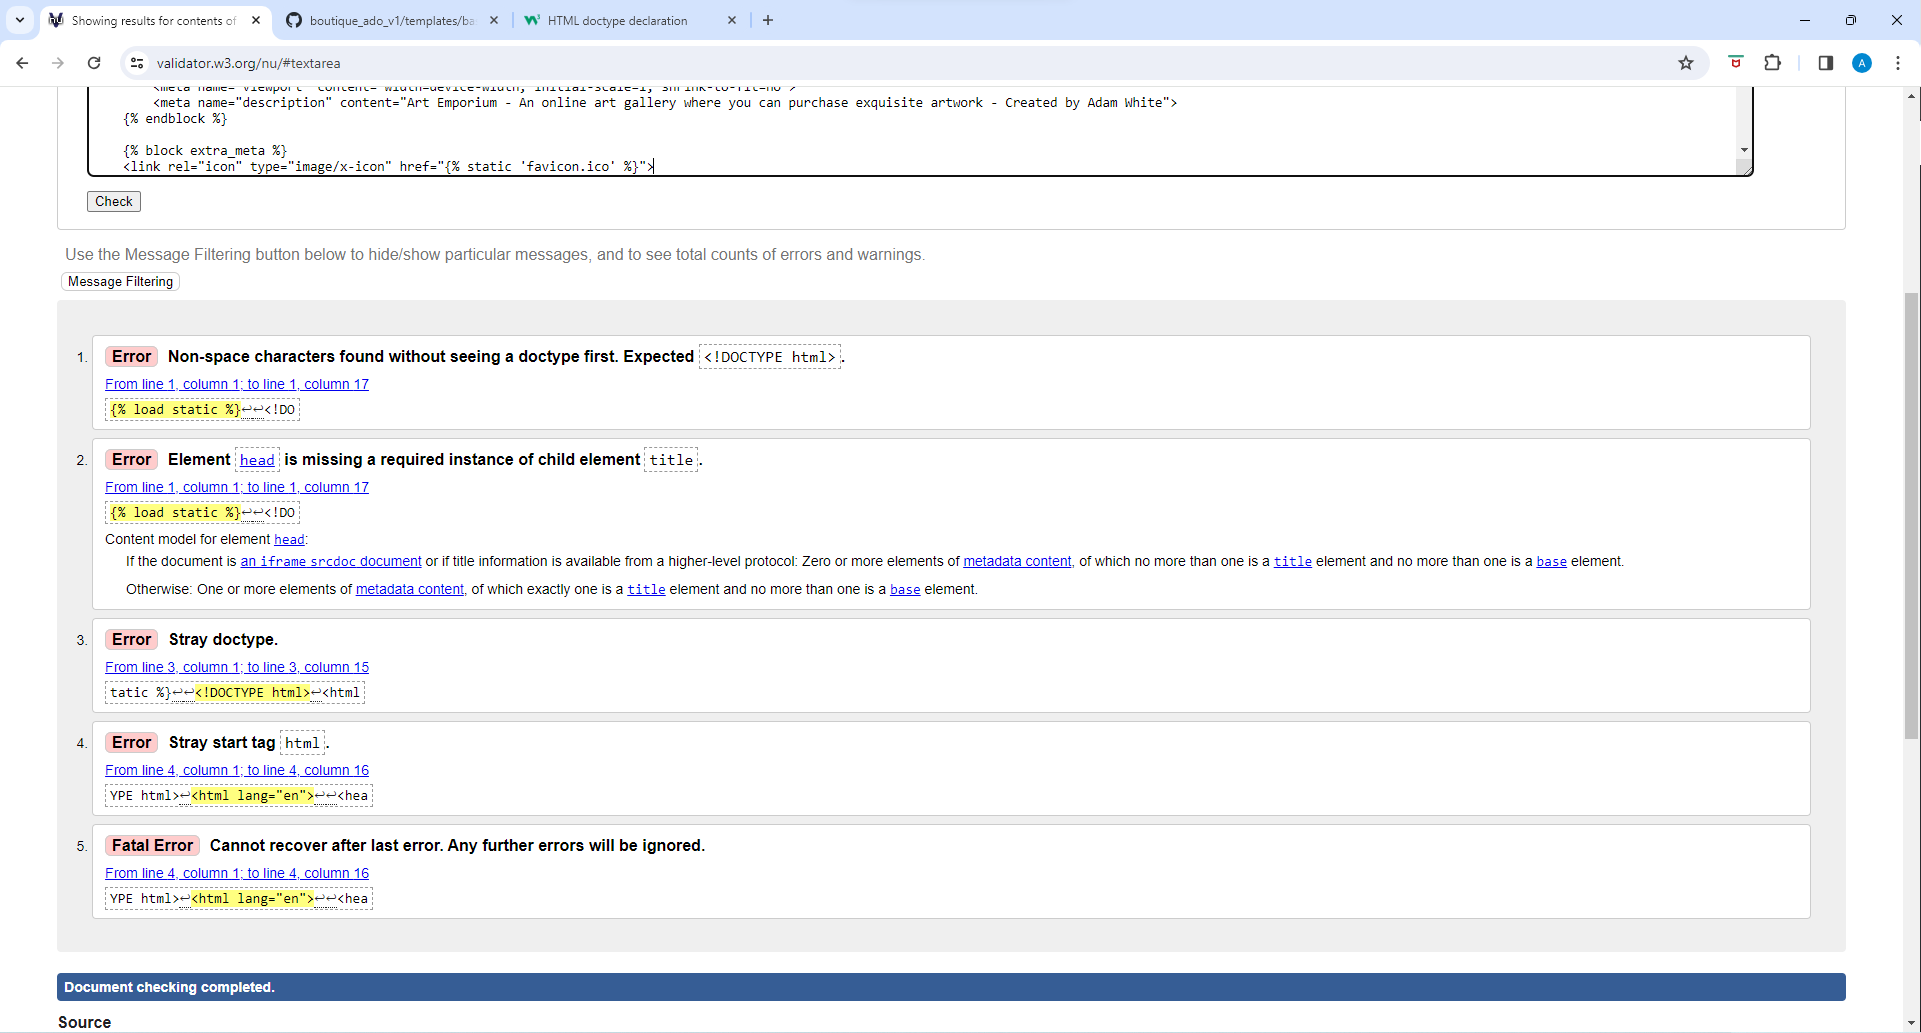 Showing results for contents of
boutique_ado_v1/templates/ba
HTML doctype declaration
validator.w3.org/nu/#textarea
A
<meta name="viewport" content="width=device-width, initial-scale=1, shrink-to-fit=no">
<meta name="description" content="Art Emporium - An online art gallery where you can purchase exquisite artwork - Created by Adam White">
{% endblock %}
{% block extra_meta %}
<link rel="icon" type="image/x-icon" href="{% static 'favicon.ico' %}">
Check
Use the Message Filtering button below to hide/show particular messages, and to see total counts of errors and warnings.
Message Filtering
1. Error Non-space characters found without seeing a doctype first. Expected <!DOCTYPE html>.
From line 1, column 1; to line 1, column 17
{% load static %}↩↩<!DO
2. Error Element head is missing a required instance of child element title.
From line 1, column 1; to line 1, column 17
{% load static %}↩↩<!DO
Content model for element head:
If the document is an iframe srcdoc document or if title information is available from a higher-level protocol: Zero or more elements of metadata content, of which no more than one is a title element and no more than one is a base element.
Otherwise: One or more elements of metadata content, of which exactly one is a title element and no more than one is a base element.
3. Error Stray doctype.
From line 3, column 1; to line 3, column 15
tatic %}↩↩<!DOCTYPE html>↩<html
4. Error Stray start tag html.
From line 4, column 1; to line 4, column 16
YPE html>↩<html lang="en">↩↩<hea
5. Fatal Error Cannot recover after last error. Any further errors will be ignored.
From line 4, column 1; to line 4, column 16
YPE html>↩<html lang="en">↩↩<hea
Document checking completed.
Source